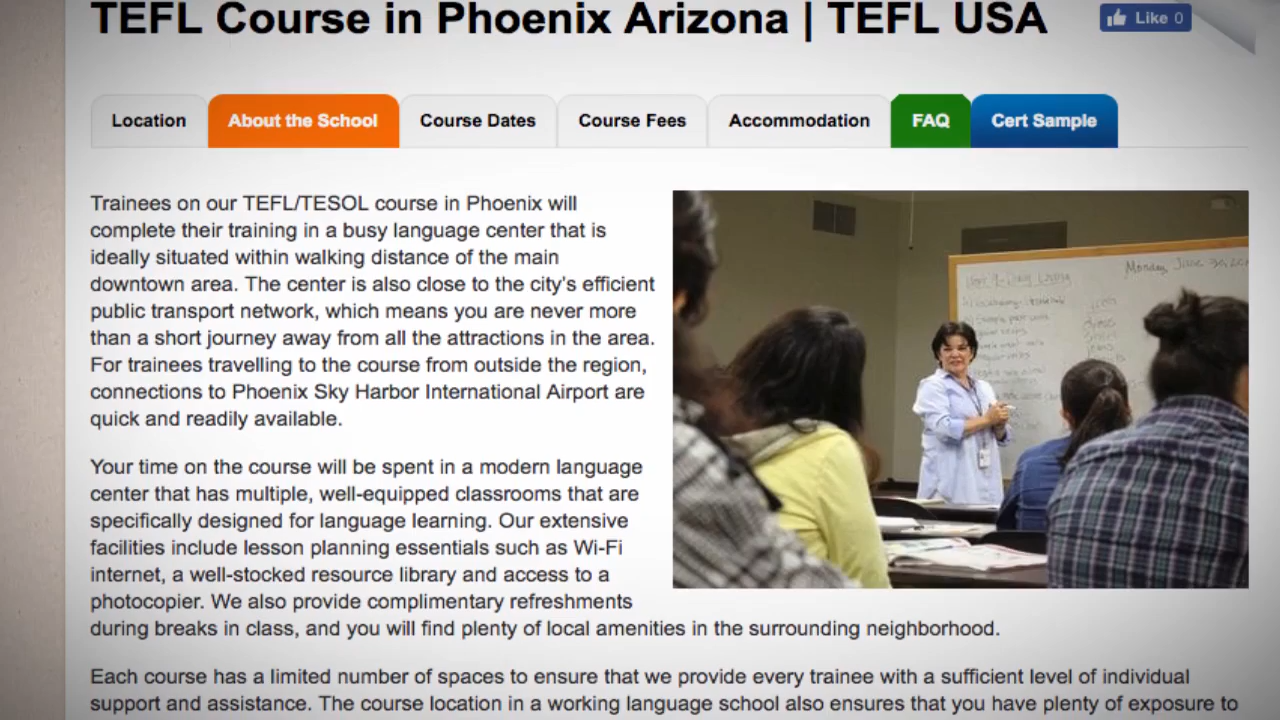 TEFL Course in Phoenix Arizona | TEFL USA
Like 0
Location About the School Course Dates Course Fees Accommodation FAQ Cert Sample
Trainees on our TEFL/TESOL course in Phoenix will
complete their training in a busy language center that is
ideally situated within walking distance of the main
downtown area. The center is also close to the city's efficient
public transport network, which means you are never more
than a short journey away from all the attractions in the area.
For trainees travelling to the course from outside the region,
connections to Phoenix Sky Harbor International Airport are
quick and readily available.
Monday, June
Your time on the course will be spent in a modern language
center that has multiple, well-equipped classrooms that are
specifically designed for language learning. Our extensive
facilities include lesson planning essentials such as Wi-Fi
internet, a well-stocked resource library and access to a
photocopier. We also provide complimentary refreshments
during breaks in class, and you will find plenty of local amenities in the surrounding neighborhood.
Each course has a limited number of spaces to ensure that we provide every trainee with a sufficient level of individual
support and assistance. The course location in a working language school also ensures that you have plenty of exposure to